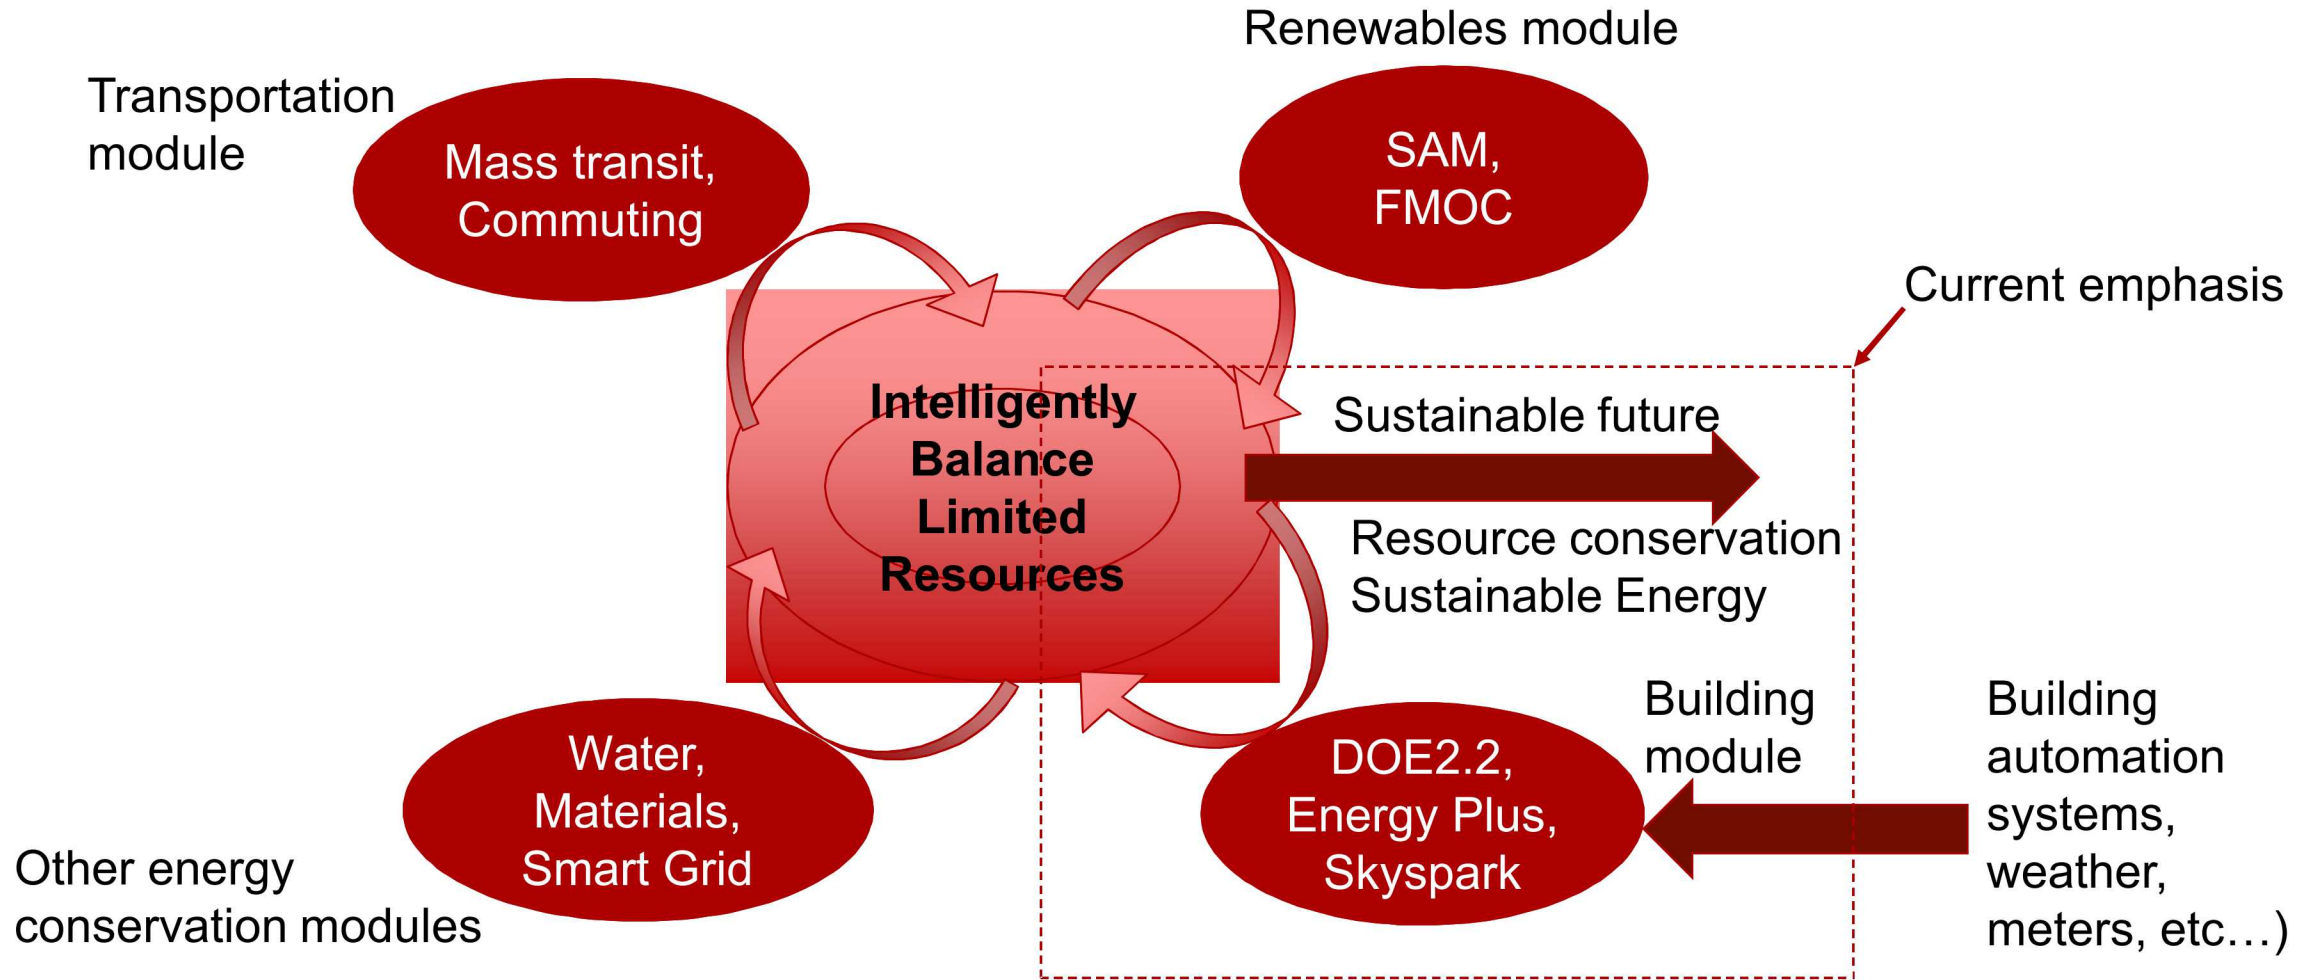 Renewables module
Transportation
module
Mass transit,
Commuting
SAM,
FMOC
Current emphasis
Intelligently
Balance
Limited
Resources
Sustainable future
Resource conservation
Sustainable Energy
Building
module
Building
automation
systems,
weather,
meters, etc...)
Water,
Materials,
Smart Grid
DOE2.2,
Energy Plus,
Skyspark
Other energy
conservation modules